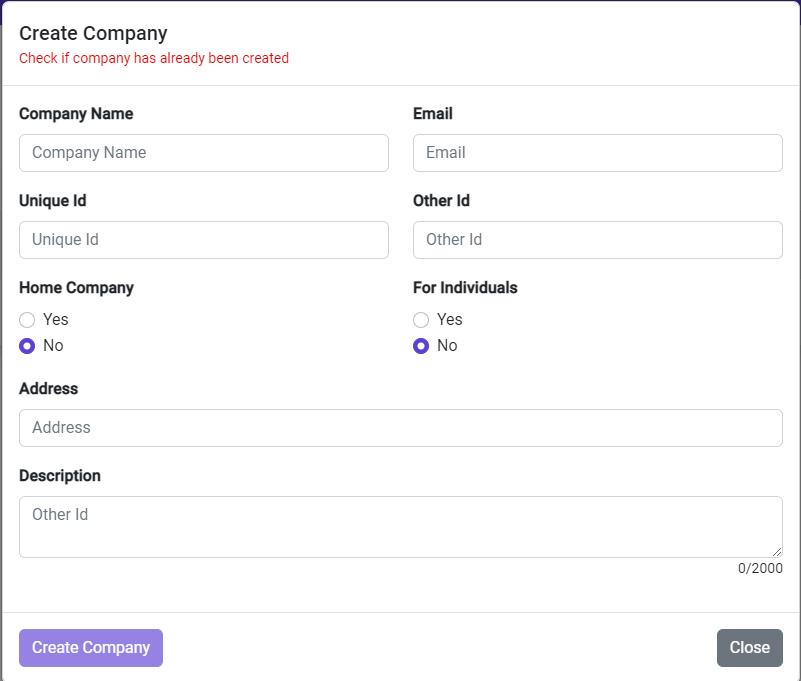 Create Company
Check if company has already been created
Company Name
Email
Company Name
Email
Unique Id
Other Id
Unique Id
Other Id
Home Company
For Individuals
Yes
Yes
No
No
Address
Address
Description
Other Id
0/2000
Create Company
Close